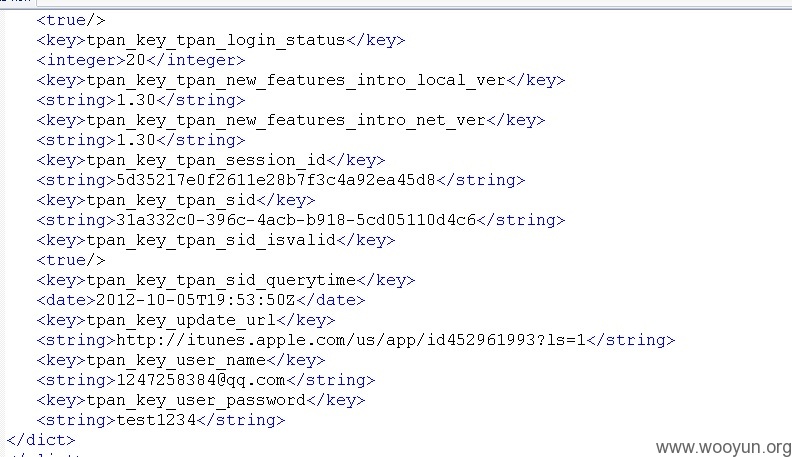 <true/>
<key>tpan_key_tpan_login_status</key>
<integer>20</integer>
<key>tpan_key_tpan_new_features_intro_local_ver</key>
<string>1.30</string>
<key>tpan_key_tpan_new_features_intro_net_ver</key>
<string>1.30</string>
<key>tpan_key_tpan_session_id</key>
<string>5d35217e0f2611e28b7f3c4a92ea45d8</string>
<key>tpan_key_tpan_sid</key>
<string>31a332c0-396c-4acb-b918-5cd05110d4c6</string>
<key>tpan_key_tpan_sid_isvalid</key>
<true/>
<key>tpan_key_tpan_sid_querytime</key>
<date>2012-10-05T19:53:50Z</date>
<key>tpan_key_update_url</key>
<string>http://itunes.apple.com/us/app/id452961993?ls=1</string>
<key>tpan_key_user_name</key>
<string>1247258384@qq.com</string>
<key>tpan_key_user_password</key>
<string>test1234</string>
</dict>
www.wooyun.org